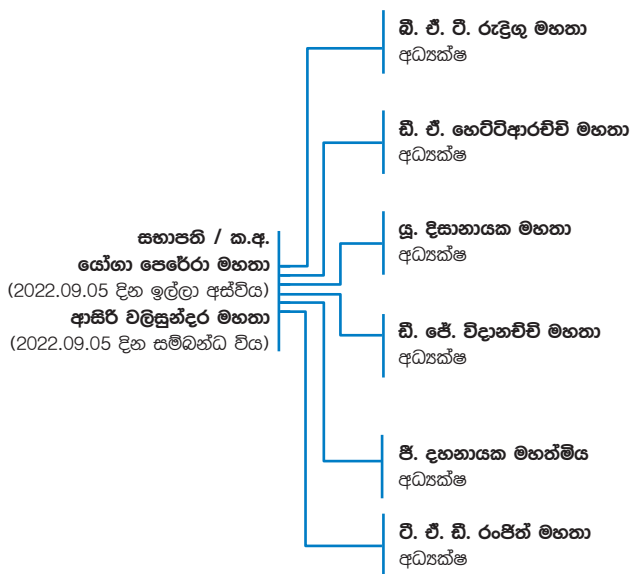 සභාපති / ක.අ.
යෝගා පෙරේරා මහතා
(2022.09.05 දින ඉල්ලා අස්විය)
ආසිරි වලිසුන්දර මහතා
(2022.09.05 දින සම්බන්ධ විය)
බී. ඒ. ටී. රුද්‍රිගු මහතා
අධ්‍යක්ෂ
ඩී. ඒ. හෙට්ටිආරච්චි මහතා
අධ්‍යක්ෂ
යූ. දිසානායක මහතා
අධ්‍යක්ෂ
ඩී. ජේ. විදානච්චි මහතා
අධ්‍යක්ෂ
ජී. දහනායක මහත්මිය
අධ්‍යක්ෂ
ටී. ඒ. ඩී. රංජිත් මහතා
අධ්‍යක්ෂ